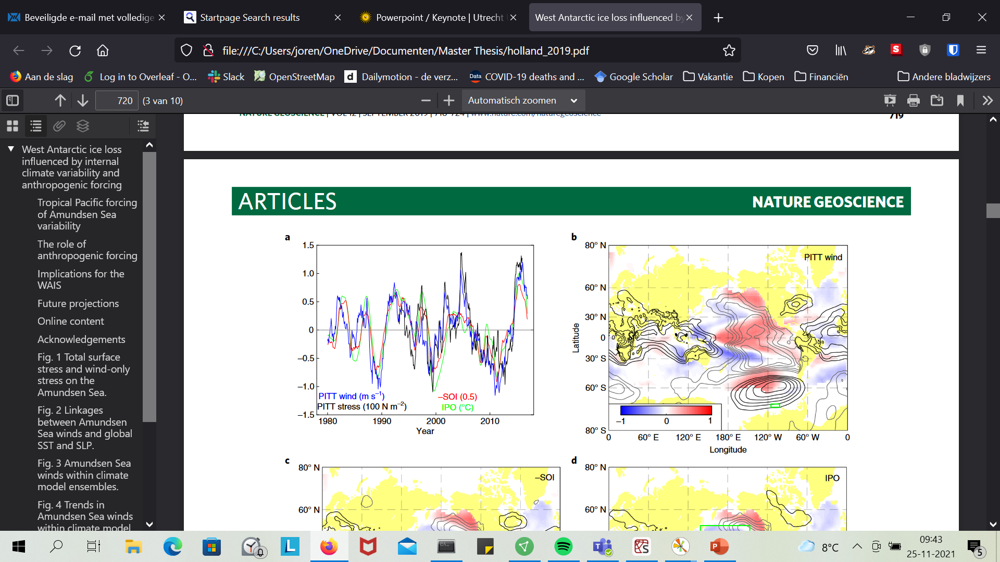 Beveiligde e-mail met volledige
Startpage Search results
Powerpoint / Keynote | Utrecht
West Antarctic ice loss influenced by
file:///C:/Users/joren/OneDrive/Documenten/Master Thesis/holland_2019.pdf
Aan de slag
Log in to Overleaf - O...
Slack
OpenStreetMap
Dailymotion - de verz...
COVID-19 deaths and ...
Google Scholar
Vakantie
Kopen
Financiën
Andere bladwijzers
720 (3 van 10)
Automatisch zoomen
West Antarctic ice loss
influenced by internal
climate variability and
anthropogenic forcing
Tropical Pacific forcing
of Amundsen Sea
variability
The role of
anthropogenic forcing
Implications for the
WAIS
Future projections
Online content
Acknowledgements
Fig. 1 Total surface
stress and wind-only
stress on the
Amundsen Sea.
Fig. 2 Linkages
between Amundsen
Sea winds and global
SST and SLP.
Fig. 3 Amundsen Sea
winds within climate
model ensembles.
Fig. 4 Trends in
Amundsen Sea winds
within climate model
NATURE GEOSCIENCE | VOL 12 | SEPTEMBER 2019 | 718–724 | www.nature.com/naturegeoscience
719
ARTICLES
NATURE GEOSCIENCE
a
1.5
1.0
0.5
0
–0.5
–1.0
–1.5
PITT wind (m s⁻¹)
PITT stress (100 N m⁻²)
–SOI (0.5)
IPO (°C)
1980 1990 2000 2010
Year
b
80° N
60° N
30° N
0
30° S
60° S
80° S
Latitude
PITT wind
–1 0 1
0 60° E 120° E 180° E 120° W 60° W 0
Longitude
c
80° N
60° N
–SOI
d
80° N
60° N
IPO
8°C
09:43
25-11-2021
5